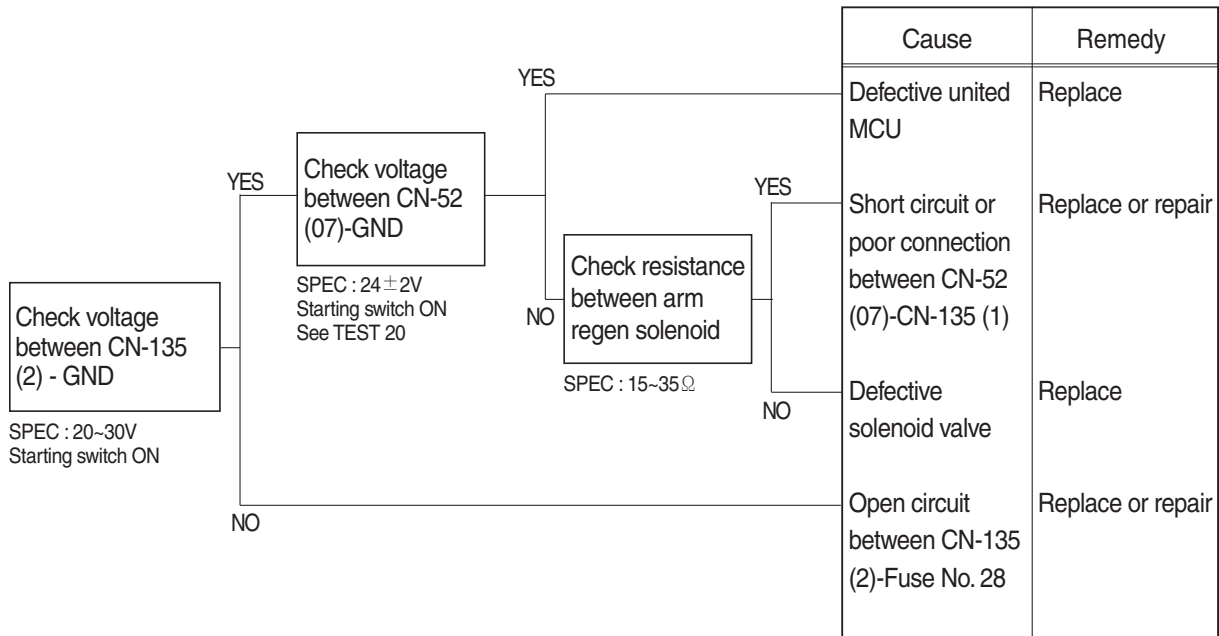 Check voltage
between CN-135
(2) - GND
SPEC : 20~30V
Starting switch ON
YES
NO
Check voltage
between CN-52
(07)-GND
SPEC : 24±2V
Starting switch ON
See TEST 20
YES
NO
Check resistance
between arm
regen solenoid
SPEC : 15~35Ω
YES
NO
Cause
Remedy
Defective united
MCU
Replace
Short circuit or
poor connection
between CN-52
(07)-CN-135 (1)
Replace or repair
Defective
solenoid valve
Replace
Open circuit
between CN-135
(2)-Fuse No. 28
Replace or repair